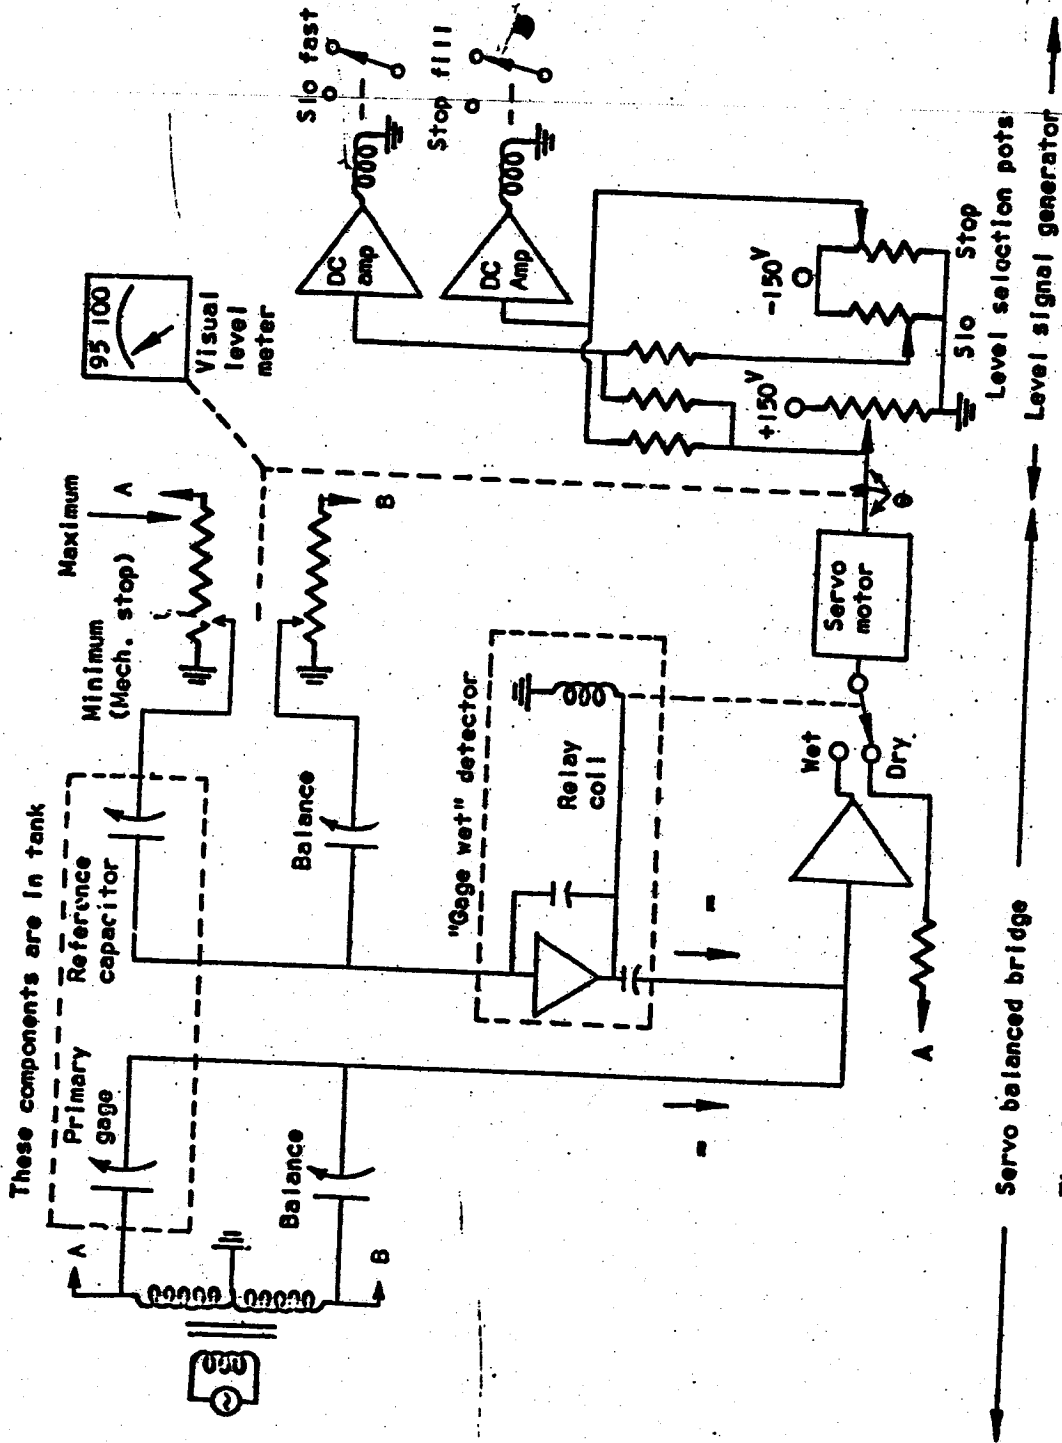 These components are in tank
Primary
gage
Reference
capacitor
A
B
Balance
Minimum
(Mech. stop)
Maximum
A
B
Balance
95 100
Visual
level
meter
Slo fast
Stop fill
DC
amp
DC
Amp
"Gage wet" detector
Relay
coil
Wet
Dry
A
Servo
motor
θ
+150V
-150V
Slo
Stop
Level selection pots
Servo balanced bridge
Level signal generator